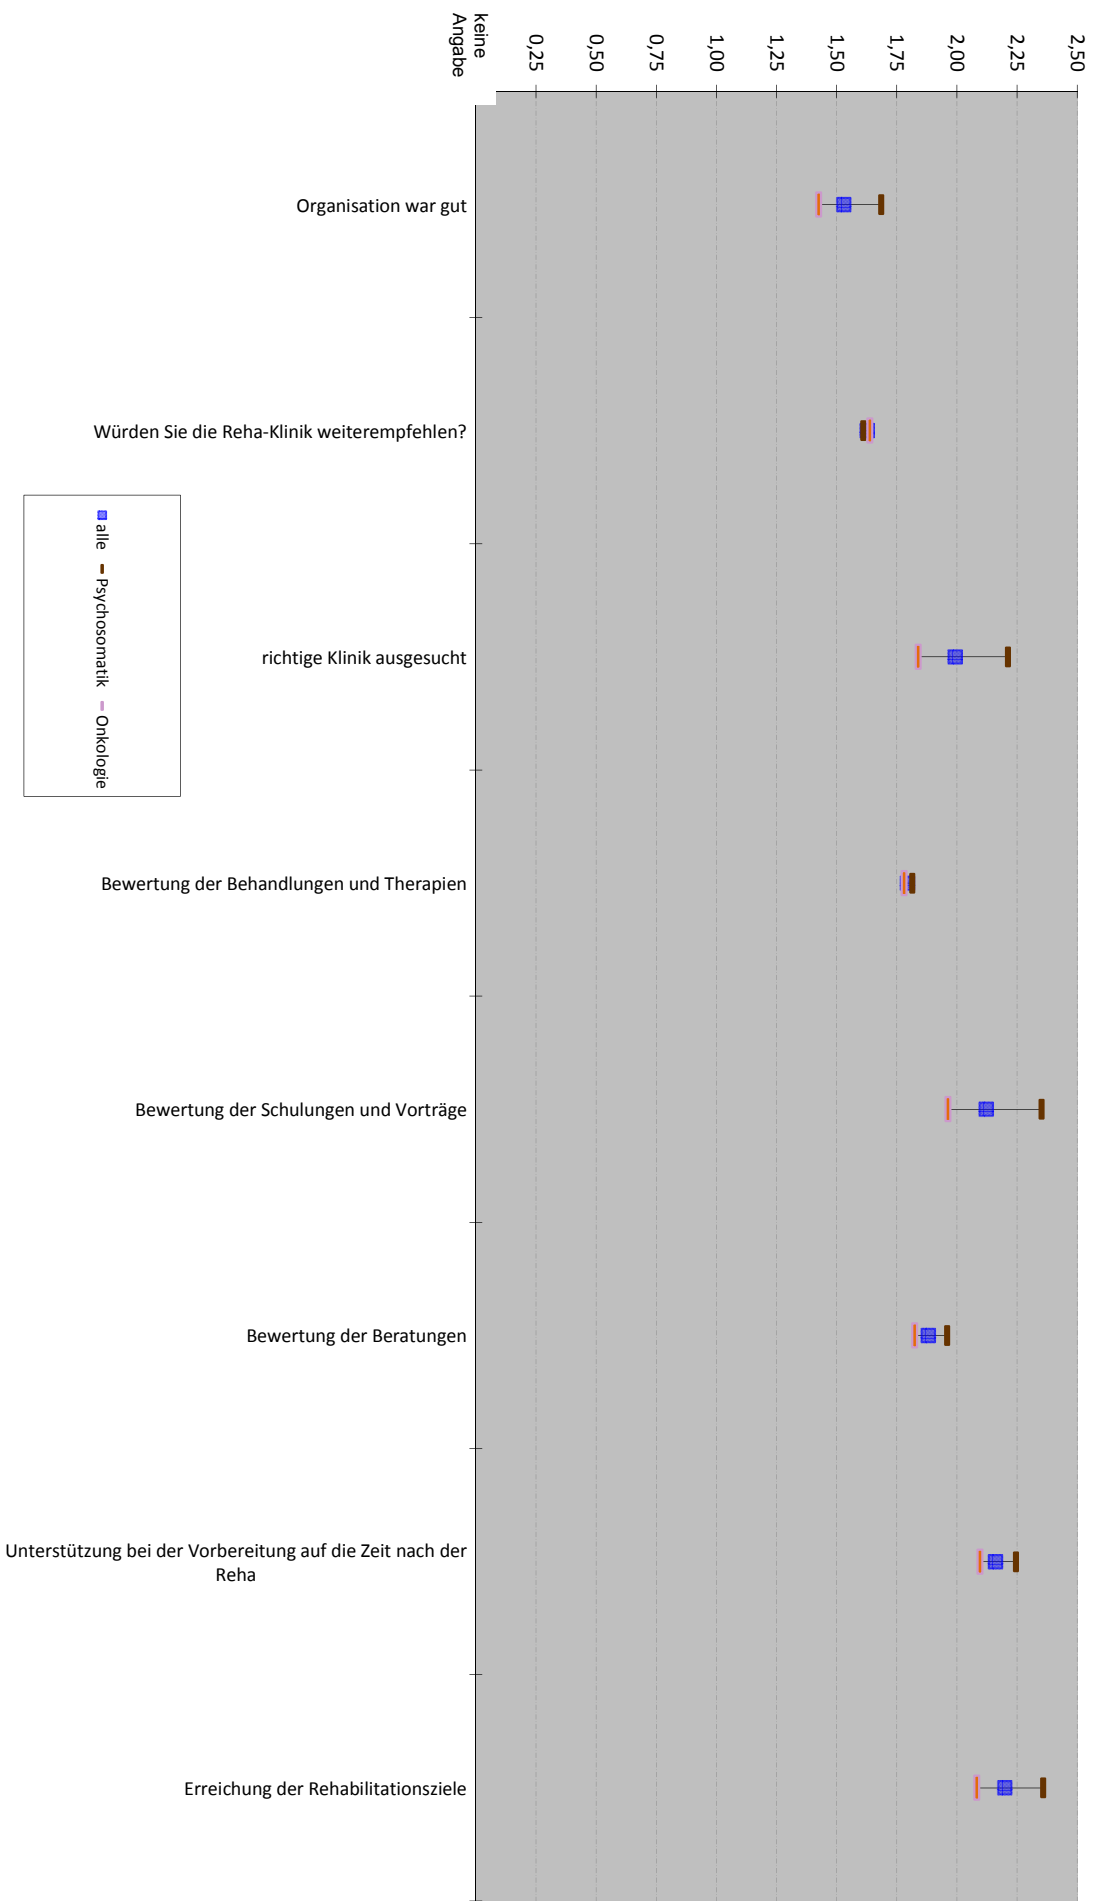 2,50
2,25
2,00
1,75
1,50
1,25
1,00
0,75
0,50
0,25
keine
Angabe
Organisation war gut
Würden Sie die Reha-Klinik weiterempfehlen?
richtige Klinik ausgesucht
Bewertung der Behandlungen und Therapien
Bewertung der Schulungen und Vorträge
Bewertung der Beratungen
Unterstützung bei der Vorbereitung auf die Zeit nach der
Reha
Erreichung der Rehabilitationsziele
alle Psychosomatik Onkologie